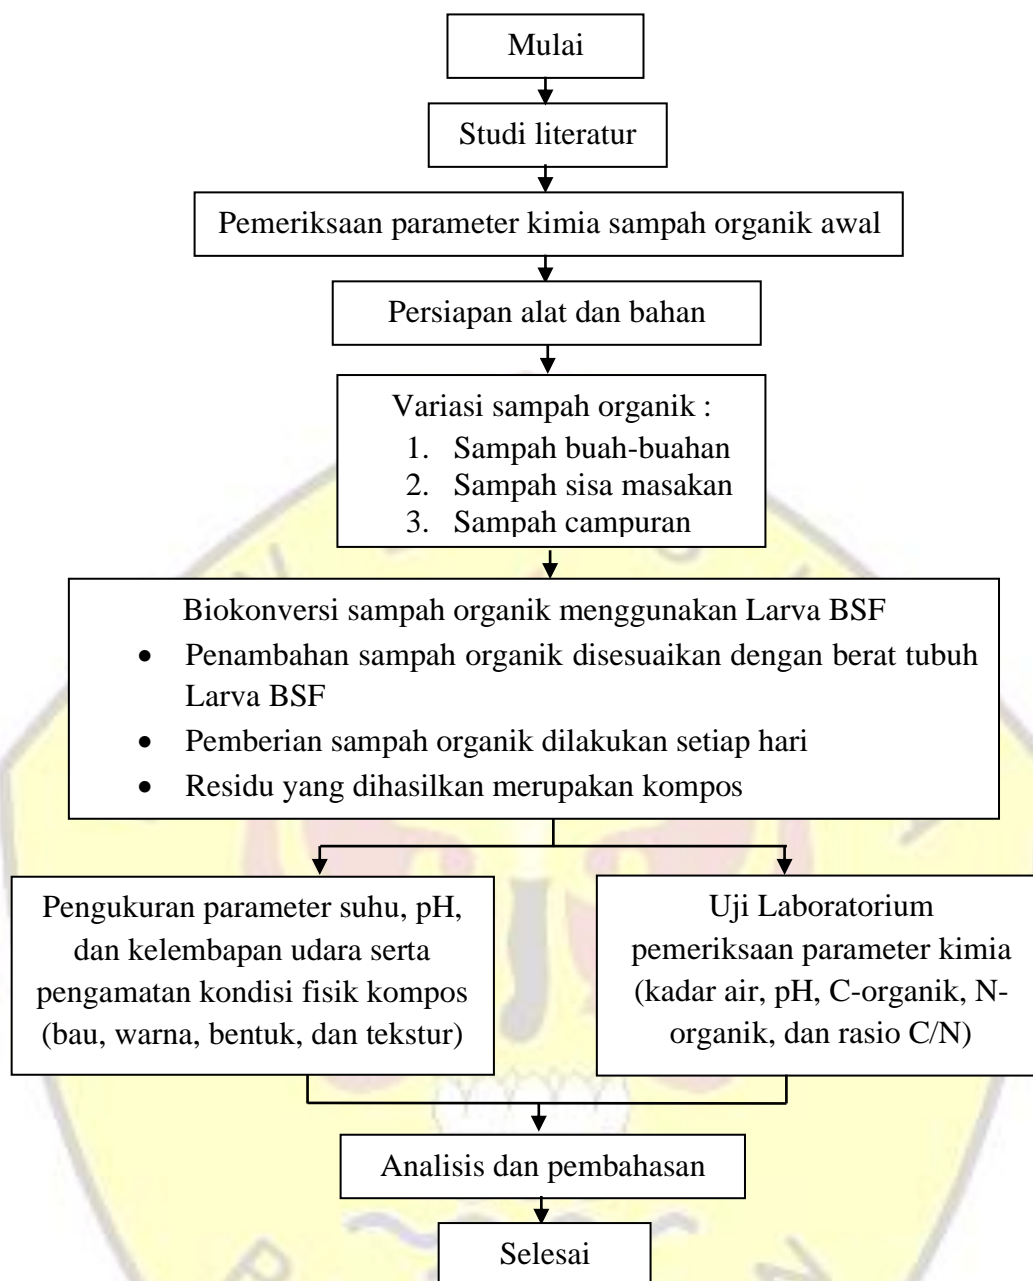 Mulai
Studi literatur
Pemeriksaan parameter kimia sampah organik awal
Persiapan alat dan bahan
Variasi sampah organik :
1. Sampah buah-buahan
2. Sampah sisa masakan
3. Sampah campuran
Biokonversi sampah organik menggunakan Larva BSF
• Penambahan sampah organik disesuaikan dengan berat tubuh
Larva BSF
• Pemberian sampah organik dilakukan setiap hari
• Residu yang dihasilkan merupakan kompos
Pengukuran parameter suhu, pH,
dan kelembapan udara serta
pengamatan kondisi fisik kompos
(bau, warna, bentuk, dan tekstur)
Uji Laboratorium
pemeriksaan parameter kimia
(kadar air, pH, C-organik, N-
organik, dan rasio C/N)
Analisis dan pembahasan
Selesai